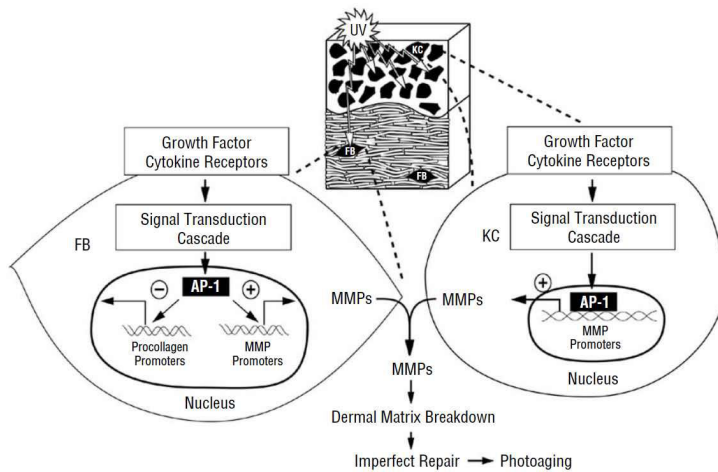 UV
KC
FB
FB
Growth Factor
Cytokine Receptors
Signal Transduction
Cascade
FB
AP-1
−
+
Procollagen
Promoters
MMP
Promoters
Nucleus
Growth Factor
Cytokine Receptors
Signal Transduction
Cascade
KC
+
AP-1
MMP
Promoters
Nucleus
MMPs
MMPs
MMPs
Dermal Matrix Breakdown
Imperfect Repair
Photoaging